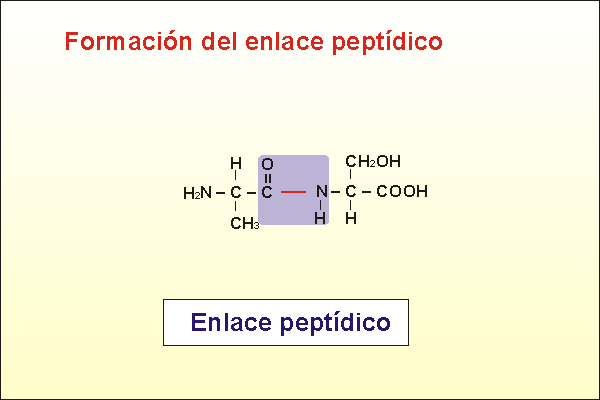 Formación del enlace peptídico
H O CH₂OH
H₂N – C – C — N – C – COOH
CH₃ H H
Enlace peptídico